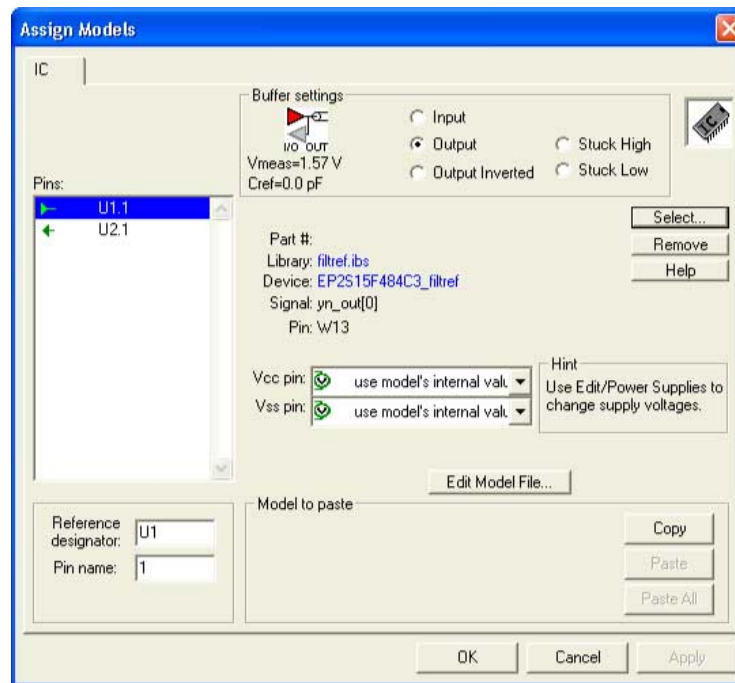 Assign Models
IC
Buffer settings
I/O OUT
Vmeas=1.57 V
Cref=0.0 pF
Input
Output
Output Inverted
Stuck High
Stuck Low
IC
Pins:
U1.1
U2.1
Select...
Remove
Help
Part #:
Library: filtref.ibs
Device: EP2S15F484C3_filtref
Signal: yn_out[0]
Pin: W13
Vcc pin: use model's internal valu
Vss pin: use model's internal valu
Hint
Use Edit/Power Supplies to
change supply voltages.
Edit Model File...
Reference
designator: U1
Pin name: 1
Model to paste
Copy
Paste
Paste All
OK Cancel Apply